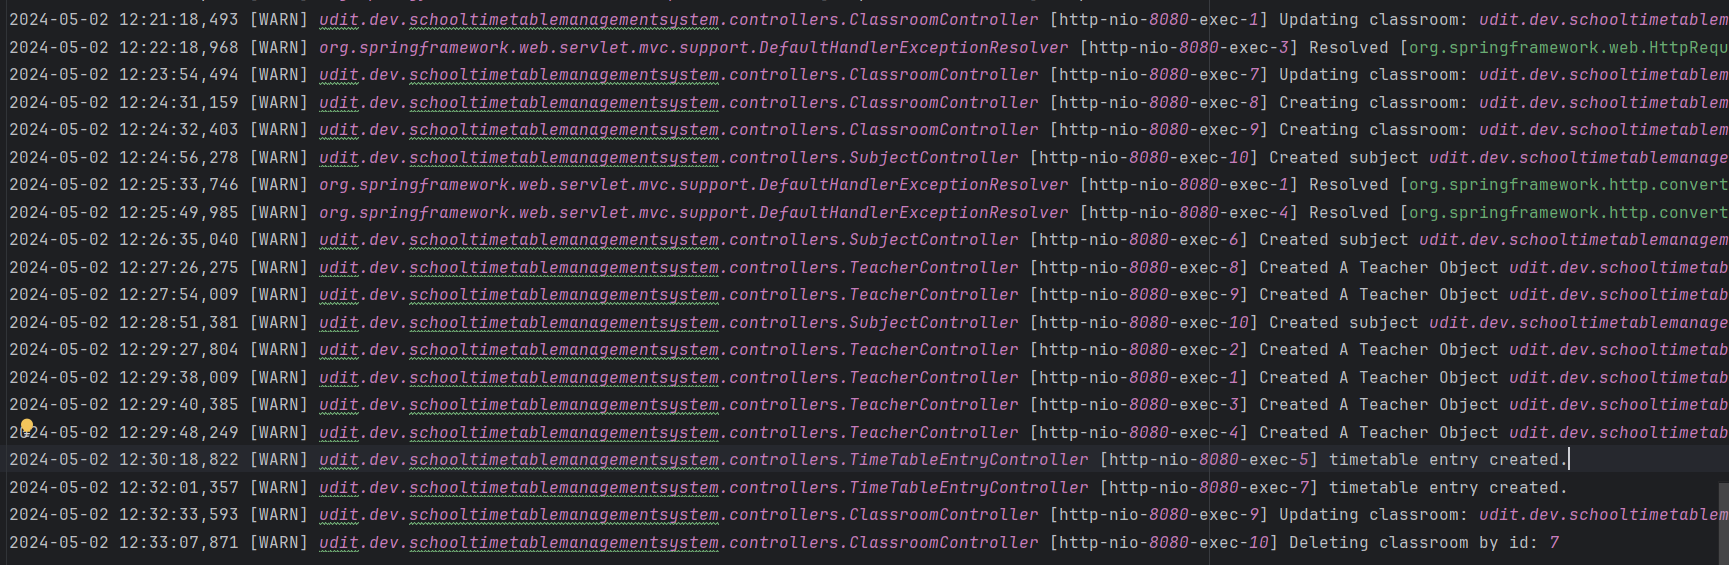 2024-05-02 12:21:18,493 [WARN] udit.dev.schooltimetablemanagementsystem.controllers.ClassroomController [http-nio-8080-exec-1] Updating classroom: udit.dev.schooltimetablem
2024-05-02 12:22:18,968 [WARN] org.springframework.web.servlet.mvc.support.DefaultHandlerExceptionResolver [http-nio-8080-exec-3] Resolved [org.springframework.web.HttpRequ
2024-05-02 12:23:54,494 [WARN] udit.dev.schooltimetablemanagementsystem.controllers.ClassroomController [http-nio-8080-exec-7] Updating classroom: udit.dev.schooltimetablem
2024-05-02 12:24:31,159 [WARN] udit.dev.schooltimetablemanagementsystem.controllers.ClassroomController [http-nio-8080-exec-8] Creating classroom: udit.dev.schooltimetablem
2024-05-02 12:24:32,403 [WARN] udit.dev.schooltimetablemanagementsystem.controllers.ClassroomController [http-nio-8080-exec-9] Creating classroom: udit.dev.schooltimetablem
2024-05-02 12:24:56,278 [WARN] udit.dev.schooltimetablemanagementsystem.controllers.SubjectController [http-nio-8080-exec-10] Created subject udit.dev.schooltimetablemanage
2024-05-02 12:25:33,746 [WARN] org.springframework.web.servlet.mvc.support.DefaultHandlerExceptionResolver [http-nio-8080-exec-1] Resolved [org.springframework.http.convert
2024-05-02 12:25:49,985 [WARN] org.springframework.web.servlet.mvc.support.DefaultHandlerExceptionResolver [http-nio-8080-exec-4] Resolved [org.springframework.http.convert
2024-05-02 12:26:35,040 [WARN] udit.dev.schooltimetablemanagementsystem.controllers.SubjectController [http-nio-8080-exec-6] Created subject udit.dev.schooltimetablemanagem
2024-05-02 12:27:26,275 [WARN] udit.dev.schooltimetablemanagementsystem.controllers.TeacherController [http-nio-8080-exec-8] Created A Teacher Object udit.dev.schooltimetab
2024-05-02 12:27:54,009 [WARN] udit.dev.schooltimetablemanagementsystem.controllers.TeacherController [http-nio-8080-exec-9] Created A Teacher Object udit.dev.schooltimetab
2024-05-02 12:28:51,381 [WARN] udit.dev.schooltimetablemanagementsystem.controllers.SubjectController [http-nio-8080-exec-10] Created subject udit.dev.schooltimetablemanage
2024-05-02 12:29:27,804 [WARN] udit.dev.schooltimetablemanagementsystem.controllers.TeacherController [http-nio-8080-exec-2] Created A Teacher Object udit.dev.schooltimetab
2024-05-02 12:29:38,009 [WARN] udit.dev.schooltimetablemanagementsystem.controllers.TeacherController [http-nio-8080-exec-1] Created A Teacher Object udit.dev.schooltimetab
2024-05-02 12:29:40,385 [WARN] udit.dev.schooltimetablemanagementsystem.controllers.TeacherController [http-nio-8080-exec-3] Created A Teacher Object udit.dev.schooltimetab
2024-05-02 12:29:48,249 [WARN] udit.dev.schooltimetablemanagementsystem.controllers.TeacherController [http-nio-8080-exec-4] Created A Teacher Object udit.dev.schooltimetab
2024-05-02 12:30:18,822 [WARN] udit.dev.schooltimetablemanagementsystem.controllers.TimeTableEntryController [http-nio-8080-exec-5] timetable entry created.
2024-05-02 12:32:01,357 [WARN] udit.dev.schooltimetablemanagementsystem.controllers.TimeTableEntryController [http-nio-8080-exec-7] timetable entry created.
2024-05-02 12:32:33,593 [WARN] udit.dev.schooltimetablemanagementsystem.controllers.ClassroomController [http-nio-8080-exec-9] Updating classroom: udit.dev.schooltimetablem
2024-05-02 12:33:07,871 [WARN] udit.dev.schooltimetablemanagementsystem.controllers.ClassroomController [http-nio-8080-exec-10] Deleting classroom by id: 7